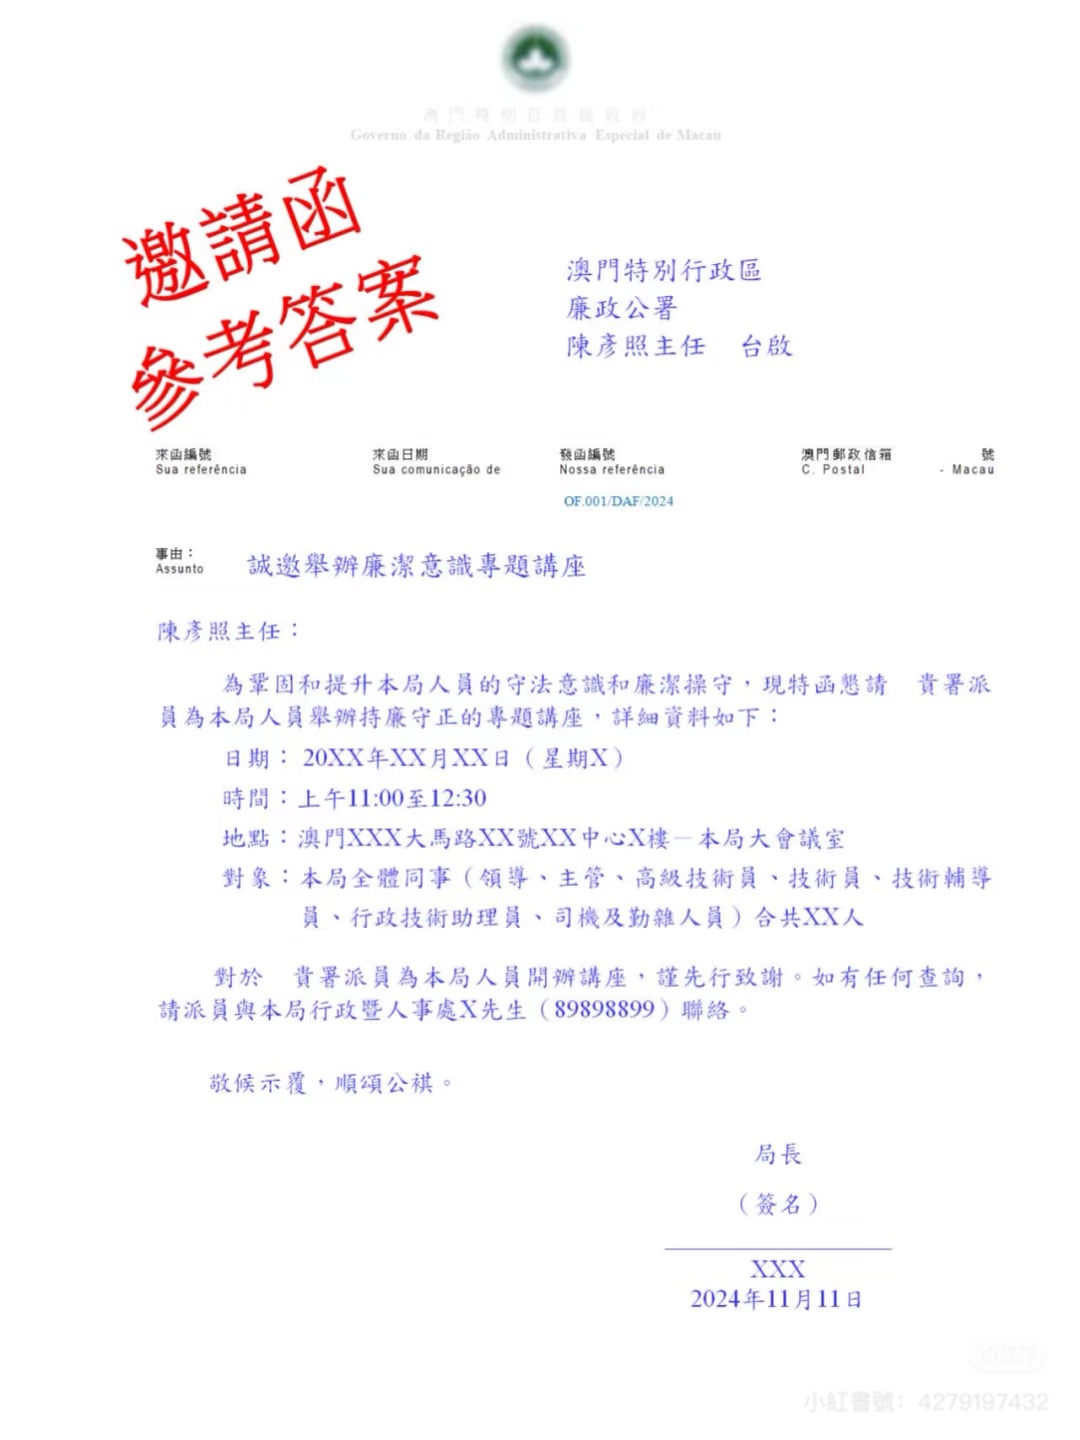 澳門特別行政區政府
Governo da Região Administrativa Especial de Macau
邀請函
參考答案
澳門特別行政區
廉政公署
陳彥照主任　台啟
來函編號 來函日期 發函編號 澳門郵政信箱 號
Sua referência Sua comunicação de Nossa referência C. Postal - Macau
OF.001/DAF/2024
事由：
Assunto
誠邀舉辦廉潔意識專題講座
陳彥照主任：
為鞏固和提升本局人員的守法意識和廉潔操守，現特函懇請　貴署派
員為本局人員舉辦持廉守正的專題講座，詳細資料如下：
日期： 20XX年XX月XX日（星期X）
時間：上午11:00至12:30
地點：澳門XXX大馬路XX號XX中心X樓－本局大會議室
對象：本局全體同事（領導、主管、高級技術員、技術員、技術輔導
員、行政技術助理員、司機及勤雜人員）合共XX人
對於　貴署派員為本局人員開辦講座，謹先行致謝。如有任何查詢，
請派員與本局行政暨人事處X先生（89898899）聯絡。
敬候示覆，順頌公祺。
局長
（簽名）
XXX
2024年11月11日
小紅書
小紅書號：4279197432